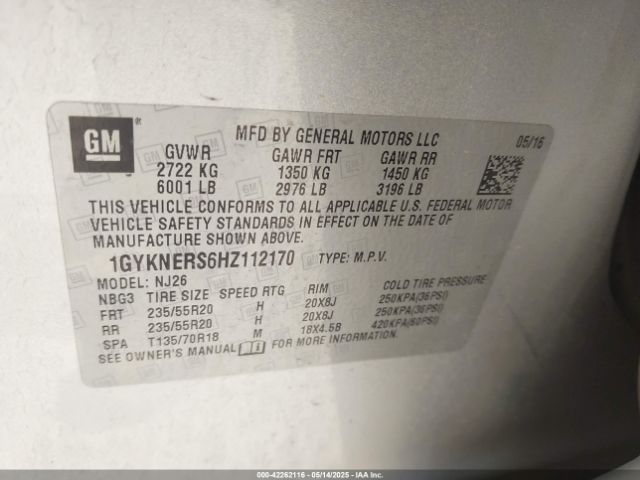 GM
MFD BY GENERAL MOTORS LLC
05/16
GVWR GAWR FRT GAWR RR
2722 KG 1350 KG 1450 KG
6001 LB 2976 LB 3196 LB
THIS VEHICLE CONFORMS TO ALL APPLICABLE U.S. FEDERAL MOTOR
VEHICLE SAFETY STANDARDS IN EFFECT ON THE DATE OF
MANUFACTURE SHOWN ABOVE.
1GYKNERS6HZ112170 TYPE: M.P.V.
MODEL: NJ26
NBG3 TIRE SIZE SPEED RTG RIM COLD TIRE PRESSURE
FRT 235/55R20 H 20X8J 250KPA(36PSI)
RR 235/55R20 H 20X8J 250KPA(36PSI)
SPA T135/70R18 M 18X4.5B 420KPA(60PSI)
SEE OWNER'S MANUAL FOR MORE INFORMATION.
000-42262116 - 05/14/2025 - IAA Inc.